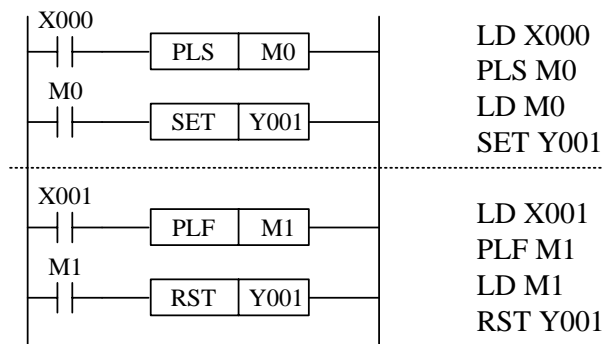 X000
PLS M0
M0
SET Y001
X001
PLF M1
M1
RST Y001
LD X000
PLS M0
LD M0
SET Y001
LD X001
PLF M1
LD M1
RST Y001